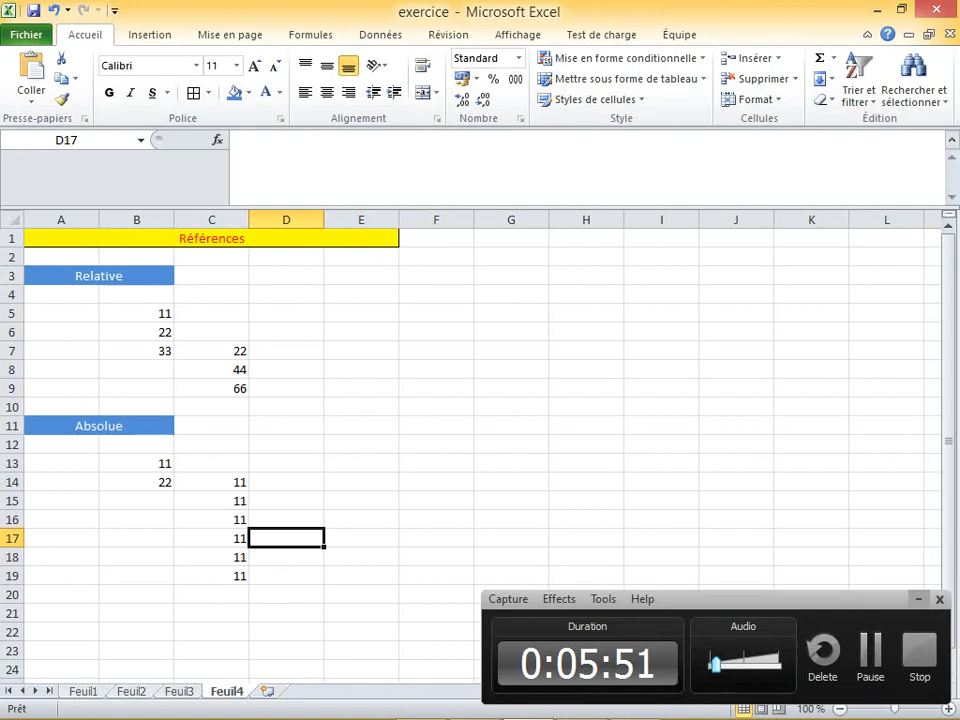 exercice - Microsoft Excel
Fichier Accueil Insertion Mise en page Formules Données Révision Affichage Test de charge Équipe
Coller
Presse-papiers
Calibri 11
G I S
Police
Alignement
Standard
% 000
Nombre
Mise en forme conditionnelle
Mettre sous forme de tableau
Styles de cellules
Style
Insérer
Supprimer
Format
Cellules
Σ
Trier et filtrer
Rechercher et sélectionner
Édition
D17 fx
A B C D E F G H I J K L
1 Références
2
3 Relative
4
5 11
6 22
7 33 22
8 44
9 66
10
11 Absolue
12
13 11
14 22 11
15 11
16 11
17 11
18 11
19 11
20
21
22
23
24
Capture Effects Tools Help
Duration Audio
0:05:51
Delete Pause Stop
Feuil1 Feuil2 Feuil3 Feuil4
Prêt 100 %